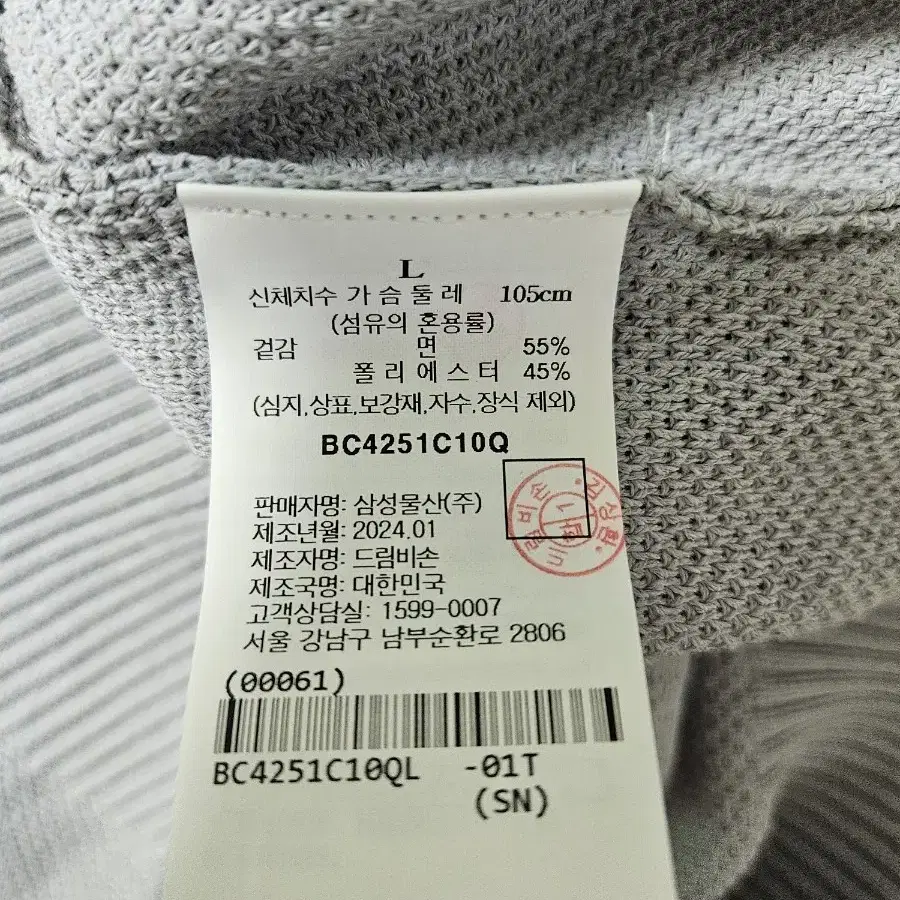 L
신체치수 가슴둘레 105cm
(섬유의 혼용률)
겉감 면 55%
폴리에스터 45%
(심지,상표,보강재,자수,장식 제외)
BC4251C10Q
판매자명: 삼성물산(주)
제조년월: 2024.01
제조자명: 드림비손
제조국명: 대한민국
고객상담실: 1599-0007
서울 강남구 남부순환로 2806
(00061)
BC4251C10QL -01T
(SN)